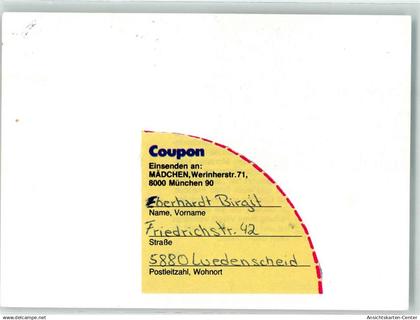 Coupon
Einsenden an:
MÄDCHEN, Werinherstr. 71,
8000 München 90
Eberhardt Birgit
Name, Vorname
Friedrichstr. 42
Straße
5880 Luedenscheid
Postleitzahl, Wohnort
https://www.delcampe.net
Ansichtskarten-Center